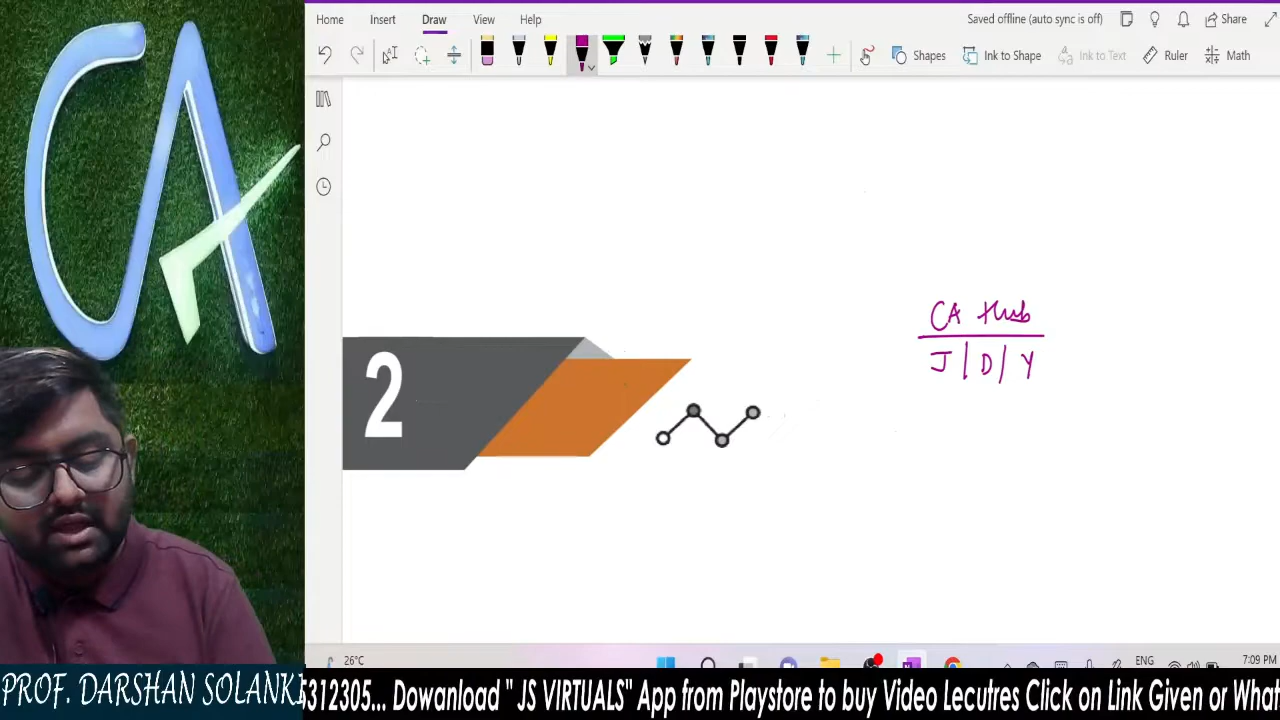 CA
Home Insert Draw View Help
Saved offline (auto sync is off) Share
Shapes Ink to Shape Ink to Text Ruler Math
CA Hub
J | D | Y
2
26°C
ENG
7:09 PM
PROF. DARSHAN SOLANKI
5312305... Dowanload " JS VIRTUALS" App from Playstore to buy Video Lecutres Click on Link Given or What